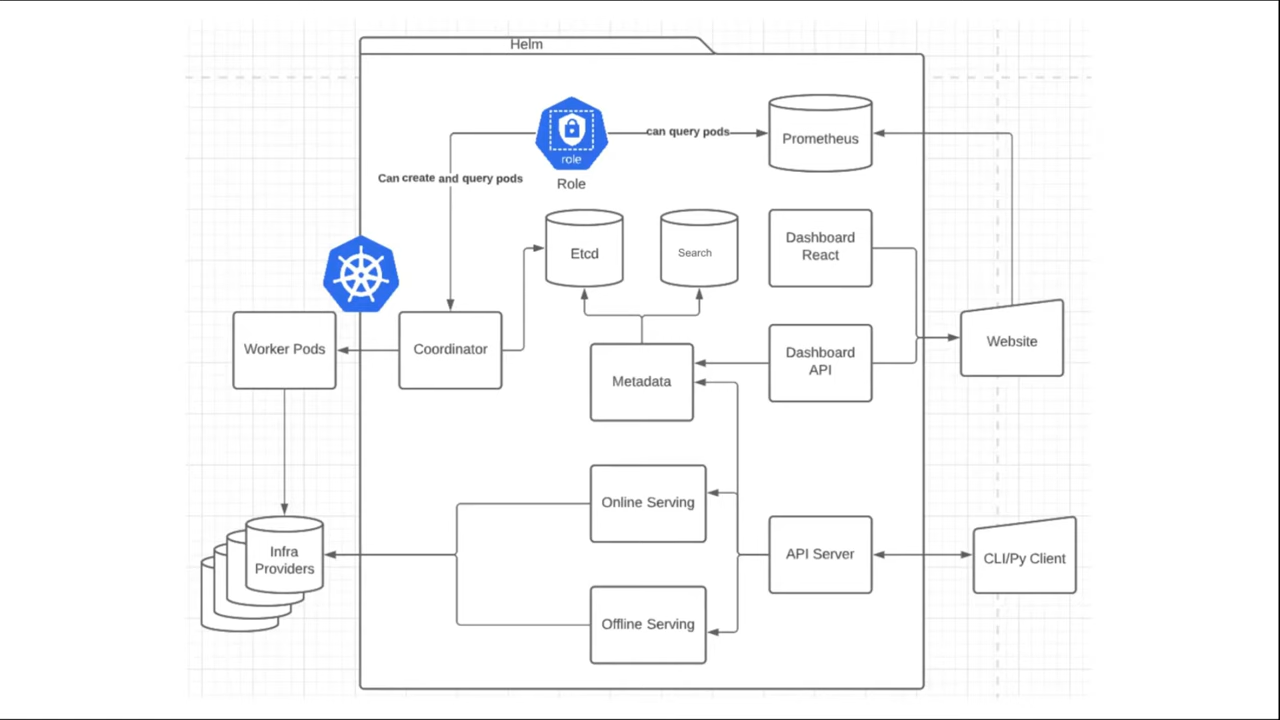 Helm
role
Role
can query pods
Prometheus
Can create and query pods
Etcd
Search
Dashboard
React
Worker Pods
Coordinator
Metadata
Dashboard
API
Website
Online Serving
Infra
Providers
API Server
CLI/Py Client
Offline Serving